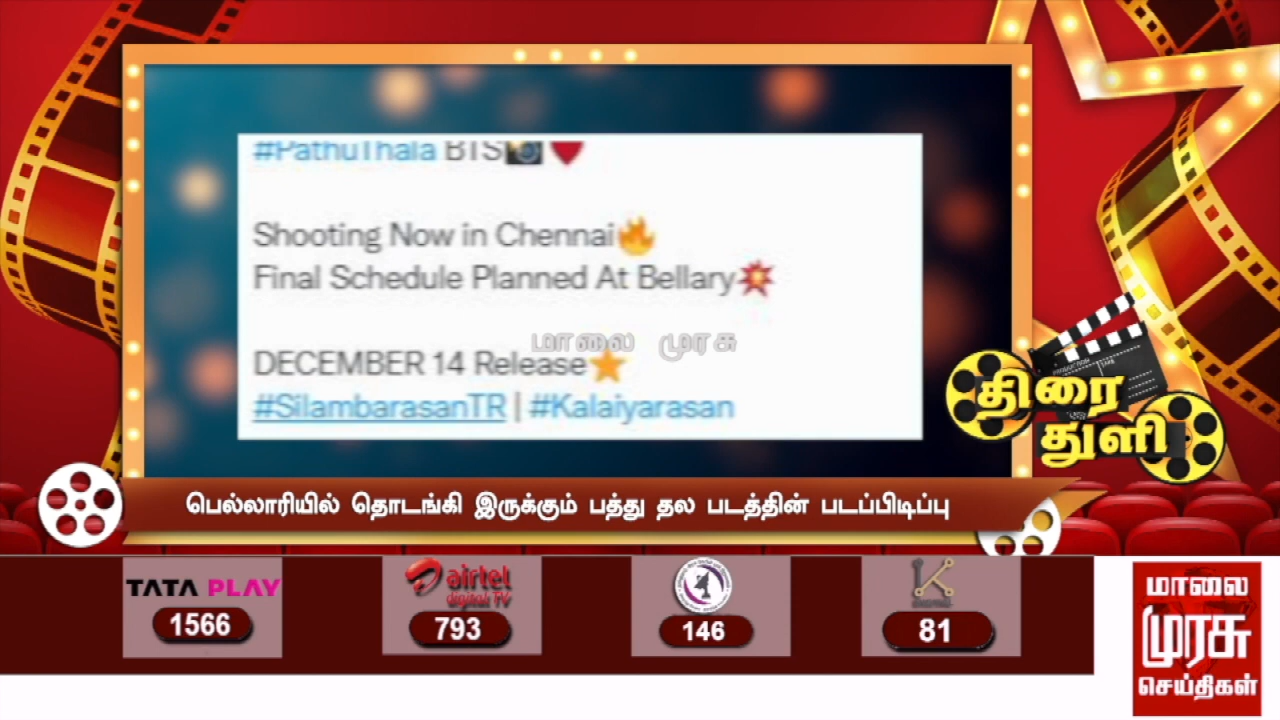 #PathuThala BTS
Shooting Now in Chennai🔥
Final Schedule Planned At Bellary💥
மாலை முரசு
DECEMBER 14 Release⭐
#SilambarasanTR | #Kalaiyarasan
திரை
துளி
பெல்லாரியில் தொடங்கி இருக்கும் பத்து தல படத்தின் படப்பிடிப்பு
TATA PLAY
1566
airtel
digital TV
793
146
81
மாலை
முரசு
செய்திகள்